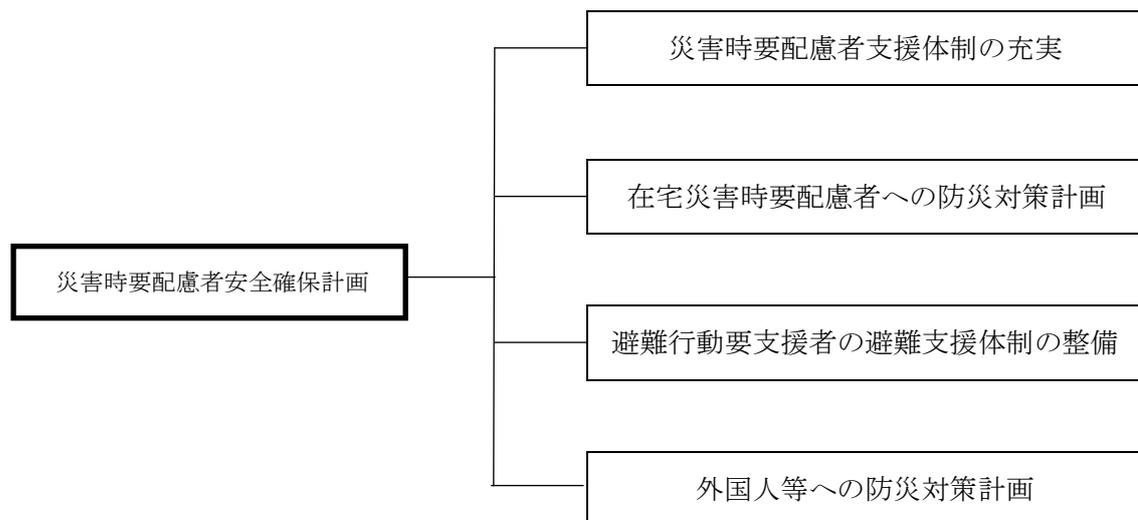 災害時要配慮者安全確保計画
災害時要配慮者支援体制の充実
在宅災害時要配慮者への防災対策計画
避難行動要支援者の避難支援体制の整備
外国人等への防災対策計画